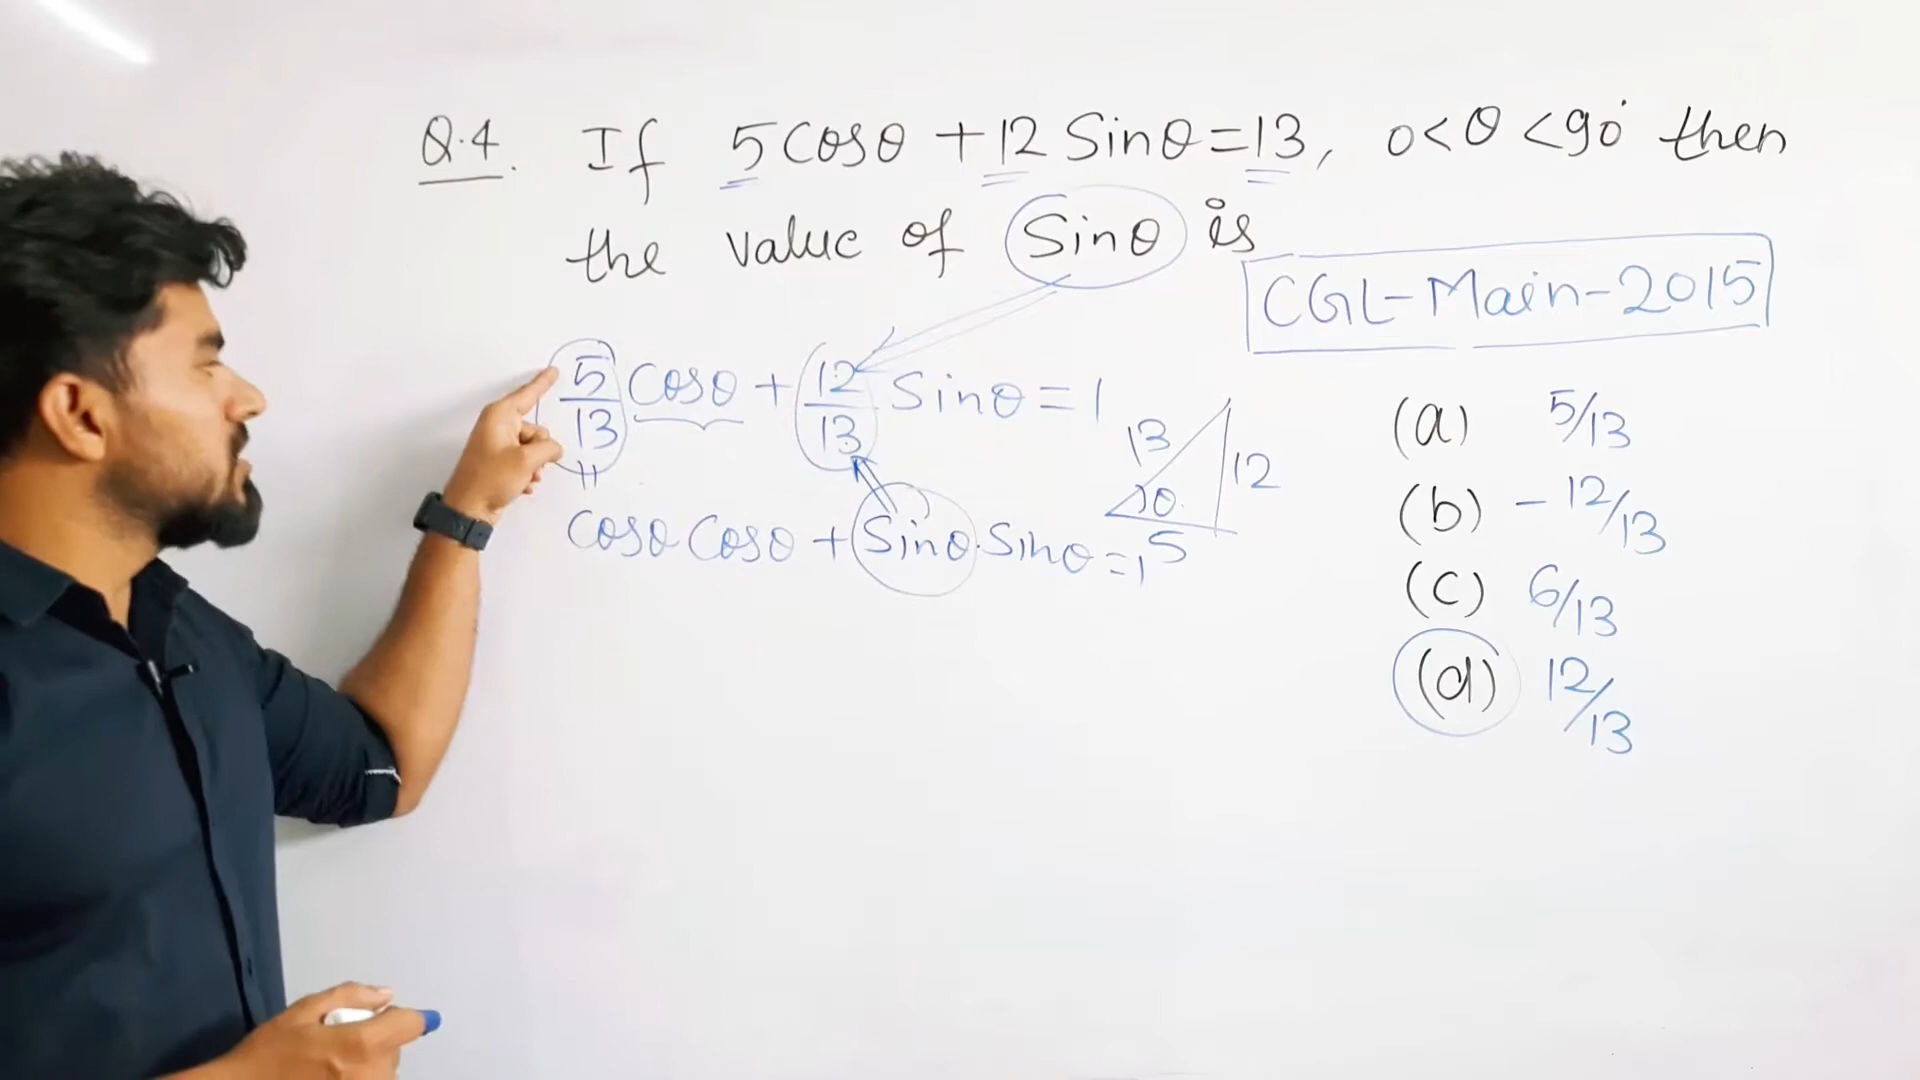 Q.4. If 5 Cosθ + 12 Sinθ = 13, 0 < θ < 90° then
the value of Sinθ is
CGL-Main-2015
5/13 Cosθ + 12/13 Sinθ = 1
Cosθ Cosθ + Sinθ . Sinθ = 1
13
12
θ
5
(a) 5/13
(b) - 12/13
(c) 6/13
(d) 12/13